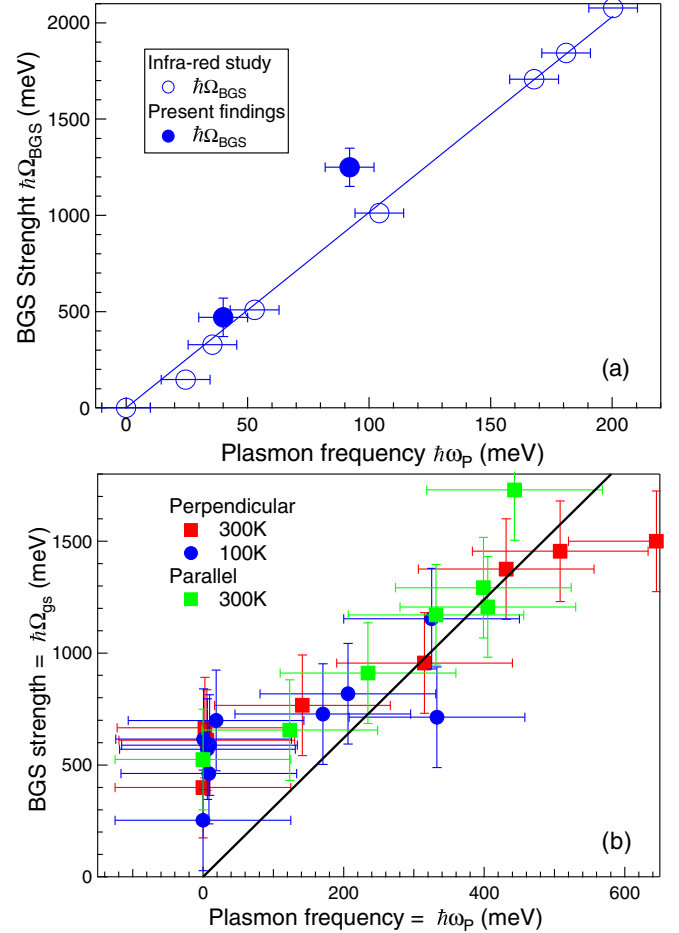 2000
1500
1000
500
0
BGS Strenght ℏΩBGS (meV)
Infra-red study
ℏΩBGS
Present findings
ℏΩBGS
(a)
0 50 100 150 200
Plasmon frequency ℏωP (meV)
1500
1000
500
0
BGS strength = ℏΩgs (meV)
Perpendicular
300K
100K
Parallel
300K
(b)
0 200 400 600
Plasmon frequency = ℏωP (meV)